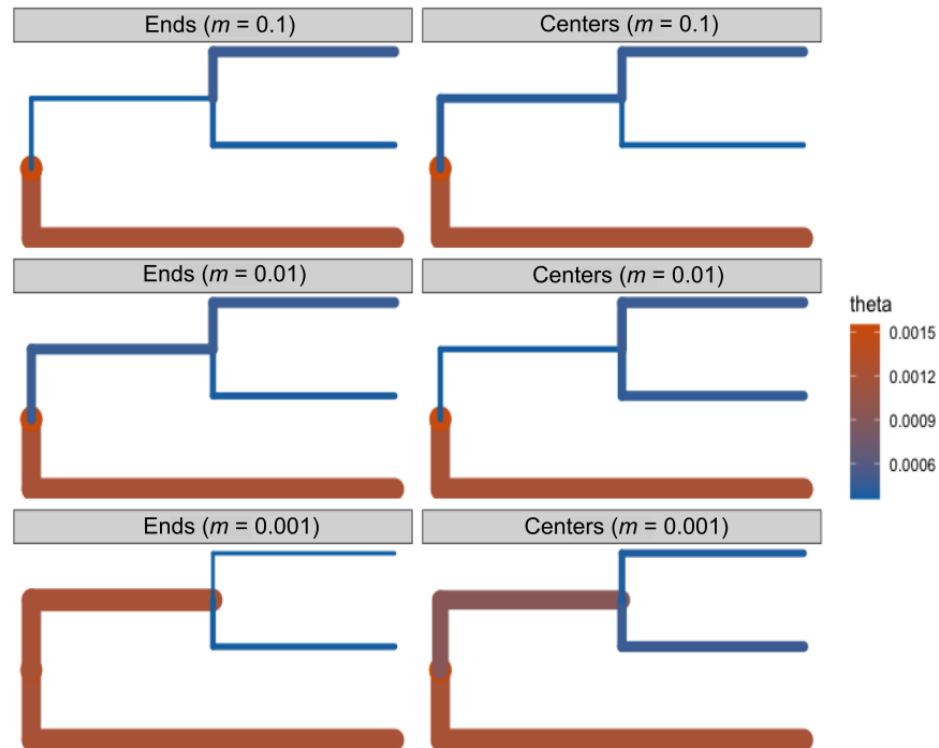 Ends (m = 0.1)
Centers (m = 0.1)
Ends (m = 0.01)
Centers (m = 0.01)
theta
0.0015
0.0012
0.0009
0.0006
Ends (m = 0.001)
Centers (m = 0.001)